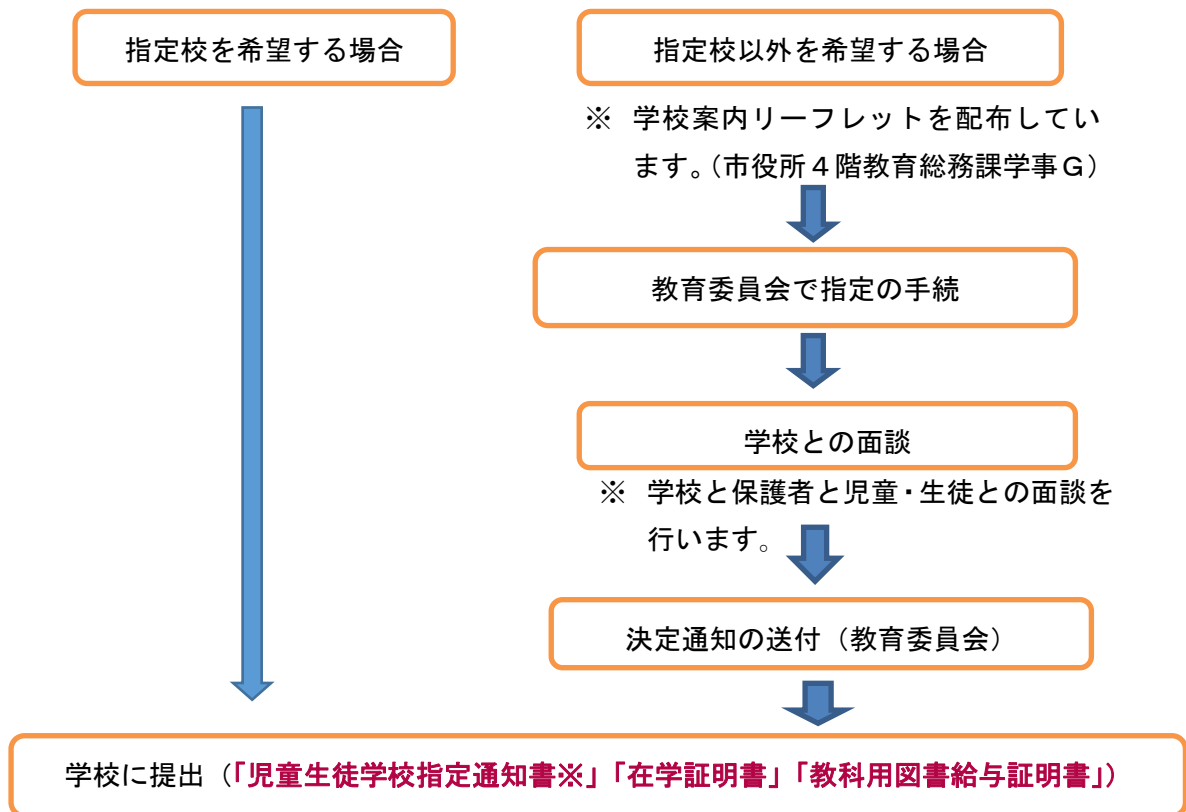 指定校を希望する場合
指定校以外を希望する場合
※ 学校案内リーフレットを配布してい
ます。（市役所４階教育総務課学事Ｇ）
教育委員会で指定の手続
学校との面談
※ 学校と保護者と児童・生徒との面談を
行います。
決定通知の送付（教育委員会）
学校に提出（「児童生徒学校指定通知書※」「在学証明書」「教科用図書給与証明書」）